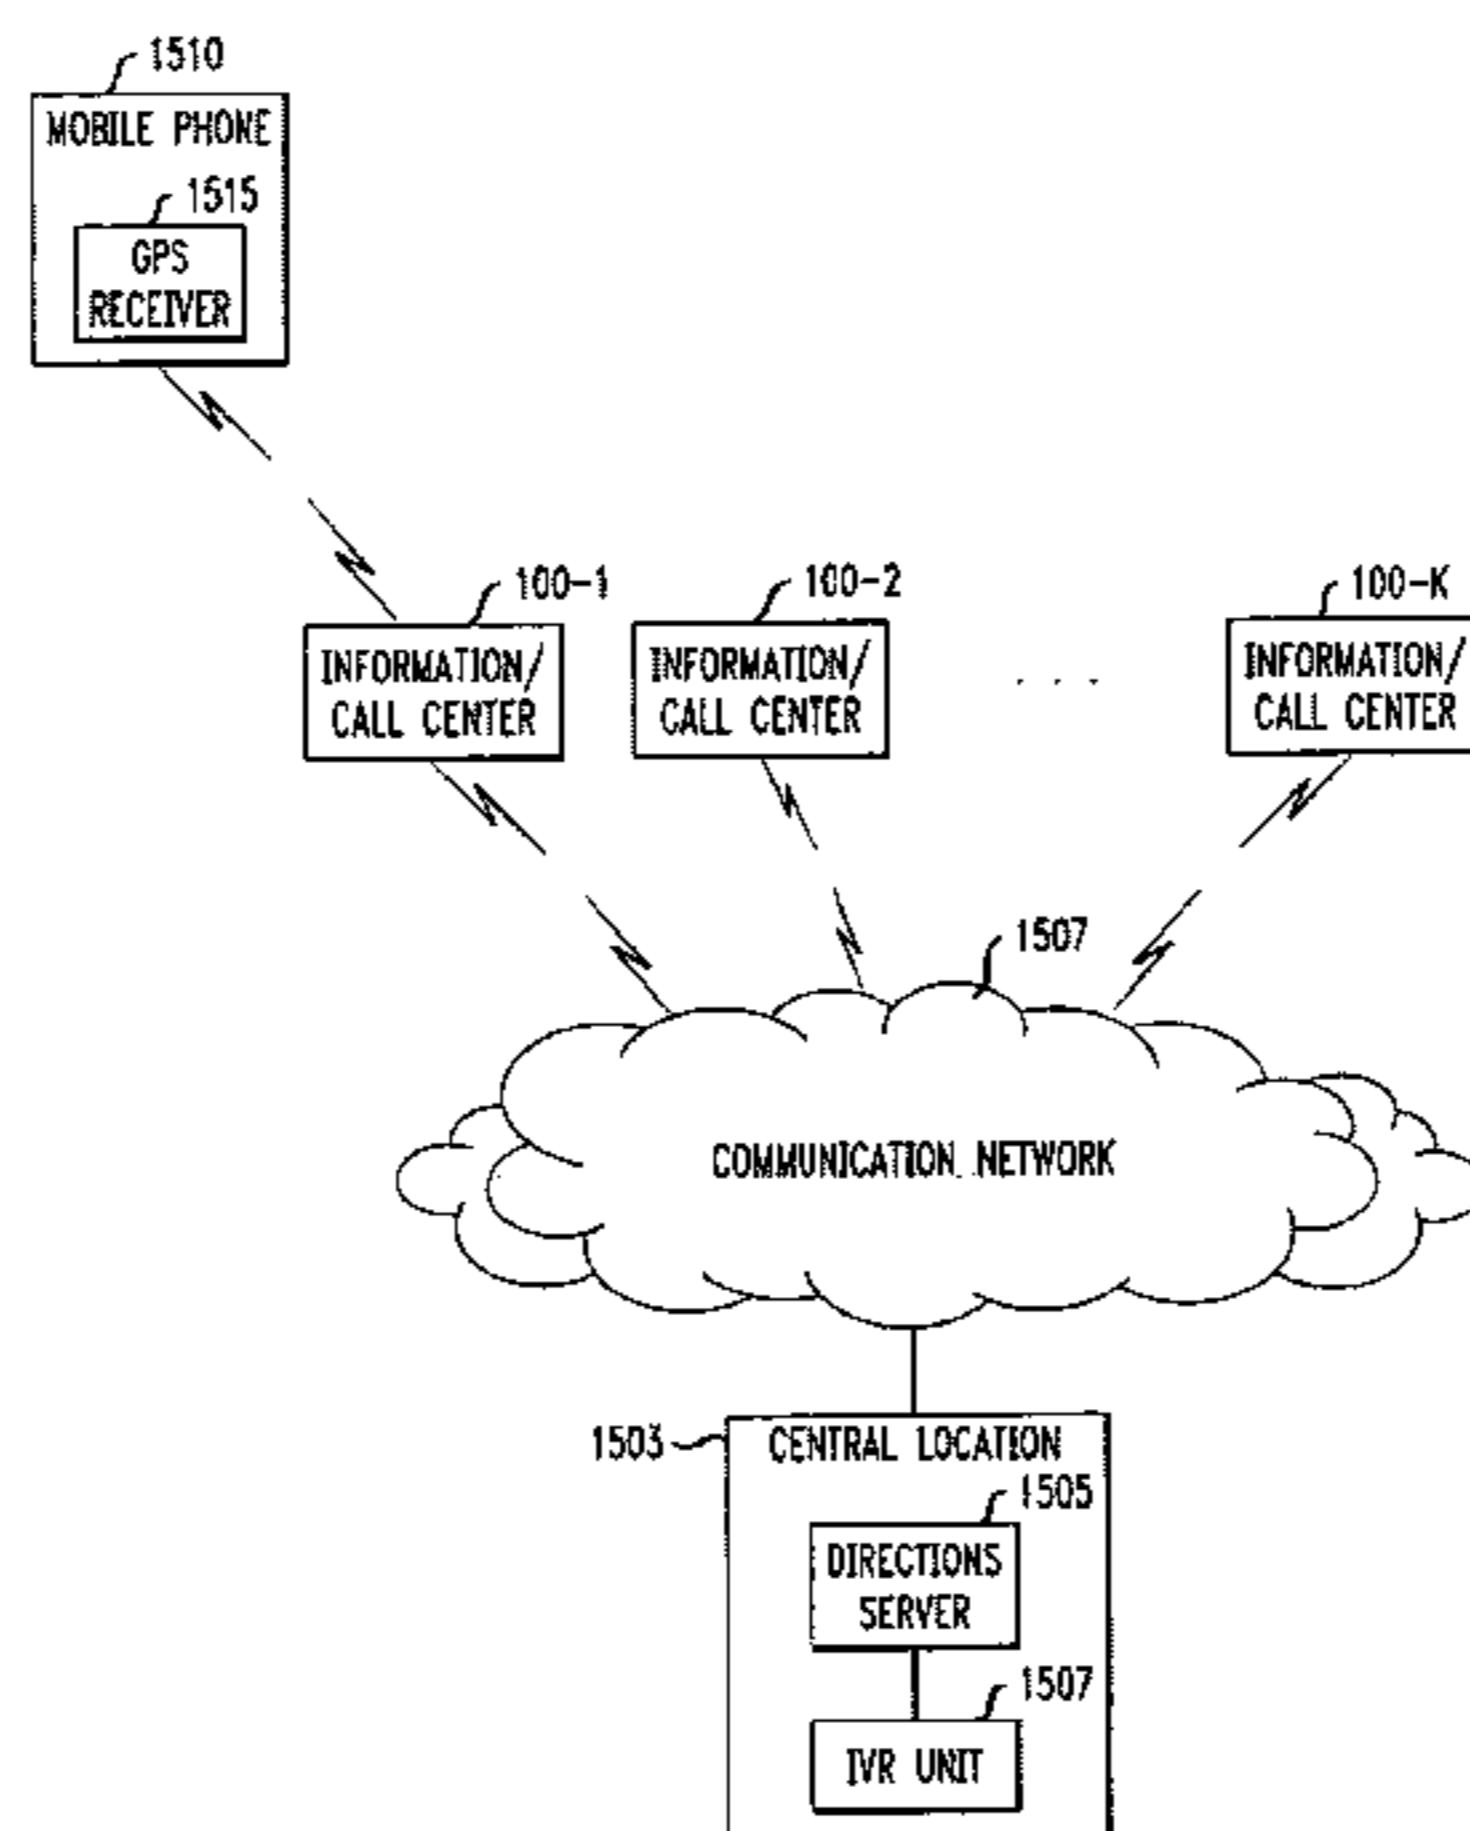 1510
MOBILE PHONE
1515
GPS
RECEIVER
100-1
100-2
100-K
INFORMATION/
CALL CENTER
INFORMATION/
CALL CENTER
. . .
INFORMATION/
CALL CENTER
1507
COMMUNICATION NETWORK
1503
CENTRAL LOCATION
1505
DIRECTIONS
SERVER
1507
IVR UNIT